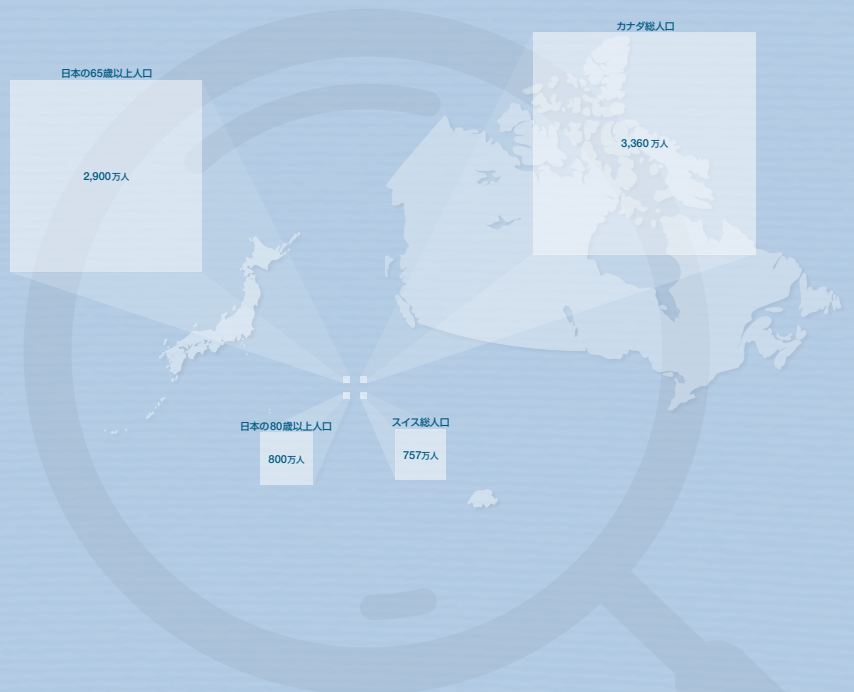 カナダ総人口
3,360万人
日本の65歳以上人口
2,900万人
日本の80歳以上人口
800万人
スイス総人口
757万人